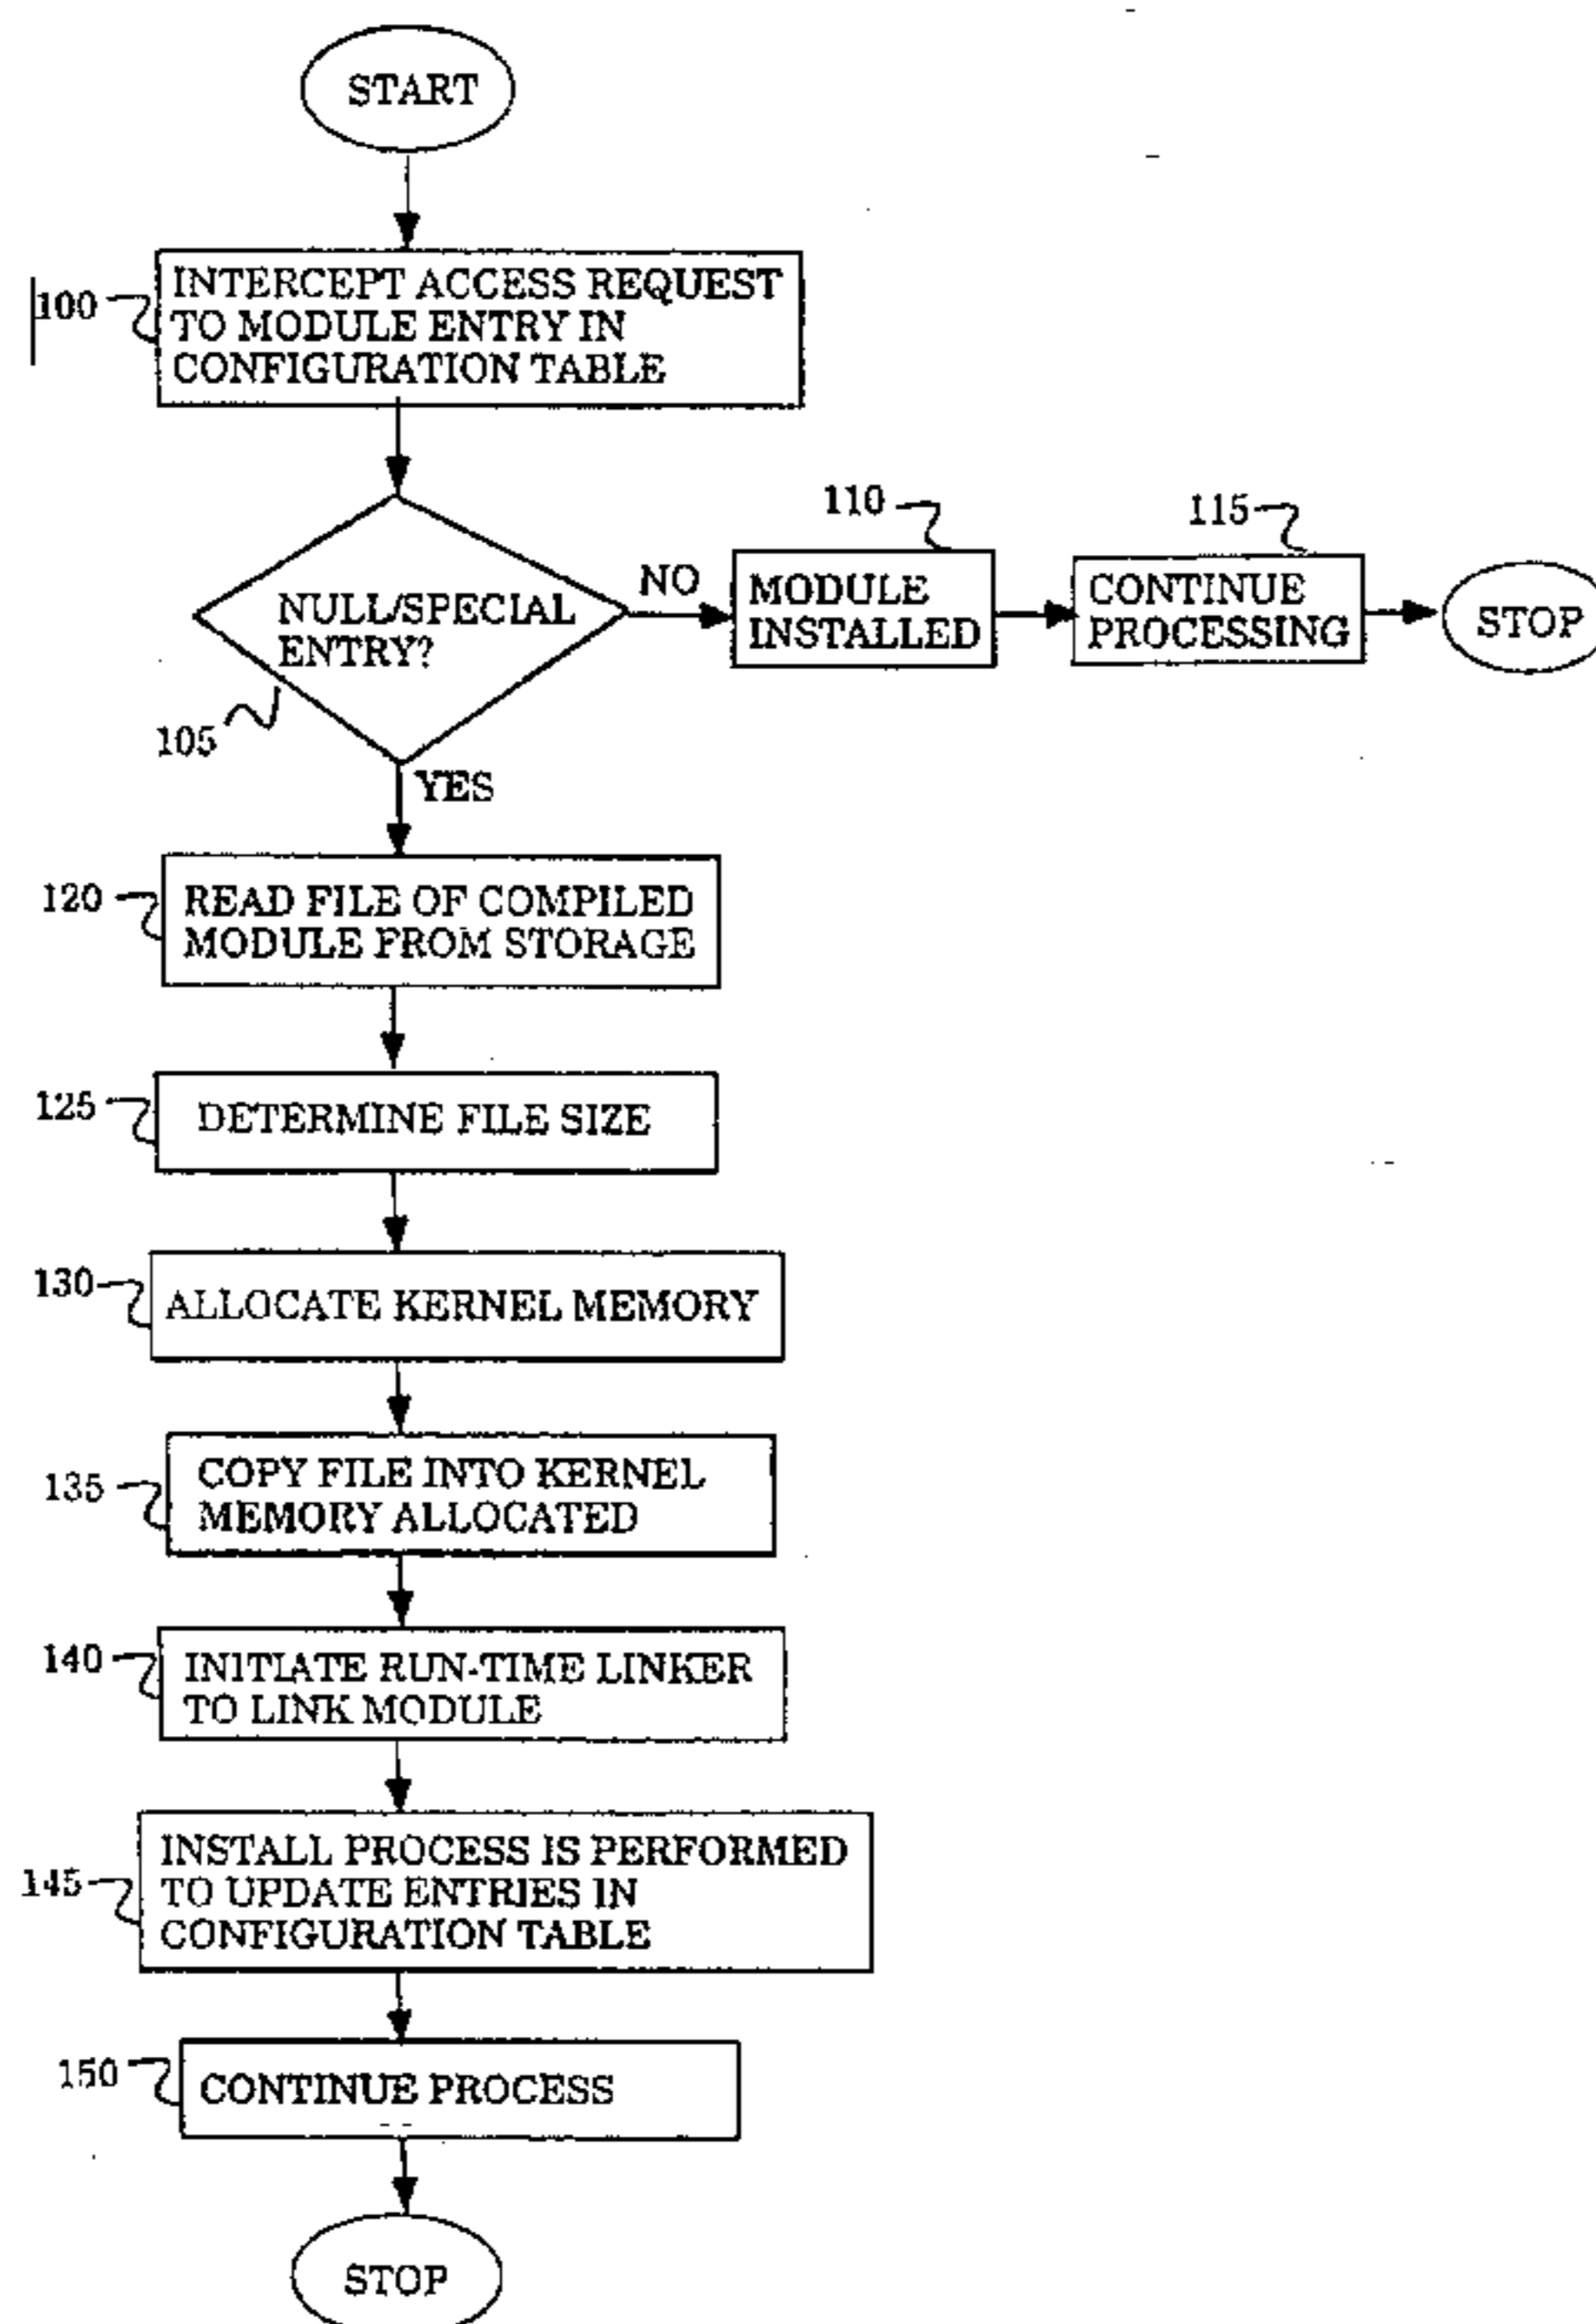 START
100
INTERCEPT ACCESS REQUEST
TO MODULE ENTRY IN
CONFIGURATION TABLE
NULL/SPECIAL
ENTRY?
105
NO
110
MODULE
INSTALLED
115
CONTINUE
PROCESSING
STOP
YES
120
READ FILE OF COMPILED
MODULE FROM STORAGE
125
DETERMINE FILE SIZE
130
ALLOCATE KERNEL MEMORY
135
COPY FILE INTO KERNEL
MEMORY ALLOCATED
140
INITIATE RUN-TIME LINKER
TO LINK MODULE
145
INSTALL PROCESS IS PERFORMED
TO UPDATE ENTRIES IN
CONFIGURATION TABLE
150
CONTINUE PROCESS
STOP